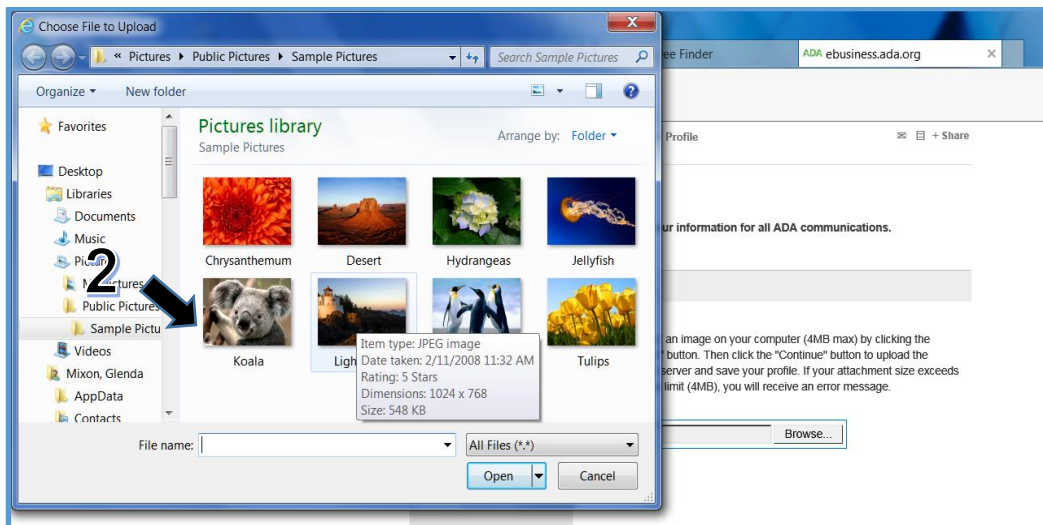 Choose File to Upload
« Pictures ▸ Public Pictures ▸ Sample Pictures
Search Sample Pictures
Organize ▾ New folder
Favorites
Desktop
Libraries
Documents
Music
Public Pictures
Sample Pictu
Videos
Mixon, Glenda
AppData
Contacts
2
Pictures library
Sample Pictures
Arrange by: Folder ▾
Chrysanthemum
Desert
Hydrangeas
Jellyfish
Koala
Ligh
Tulips
Item type: JPEG image
Date taken: 2/11/2008 11:32 AM
Rating: 5 Stars
Dimensions: 1024 x 768
Size: 548 KB
File name:
All Files (*.*)
Open
Cancel
ee Finder
ADA ebusiness.ada.org
Profile
+ Share
ur information for all ADA communications.
an image on your computer (4MB max) by clicking the
" button. Then click the "Continue" button to upload the
server and save your profile. If your attachment size exceeds
limit (4MB), you will receive an error message.
Browse...